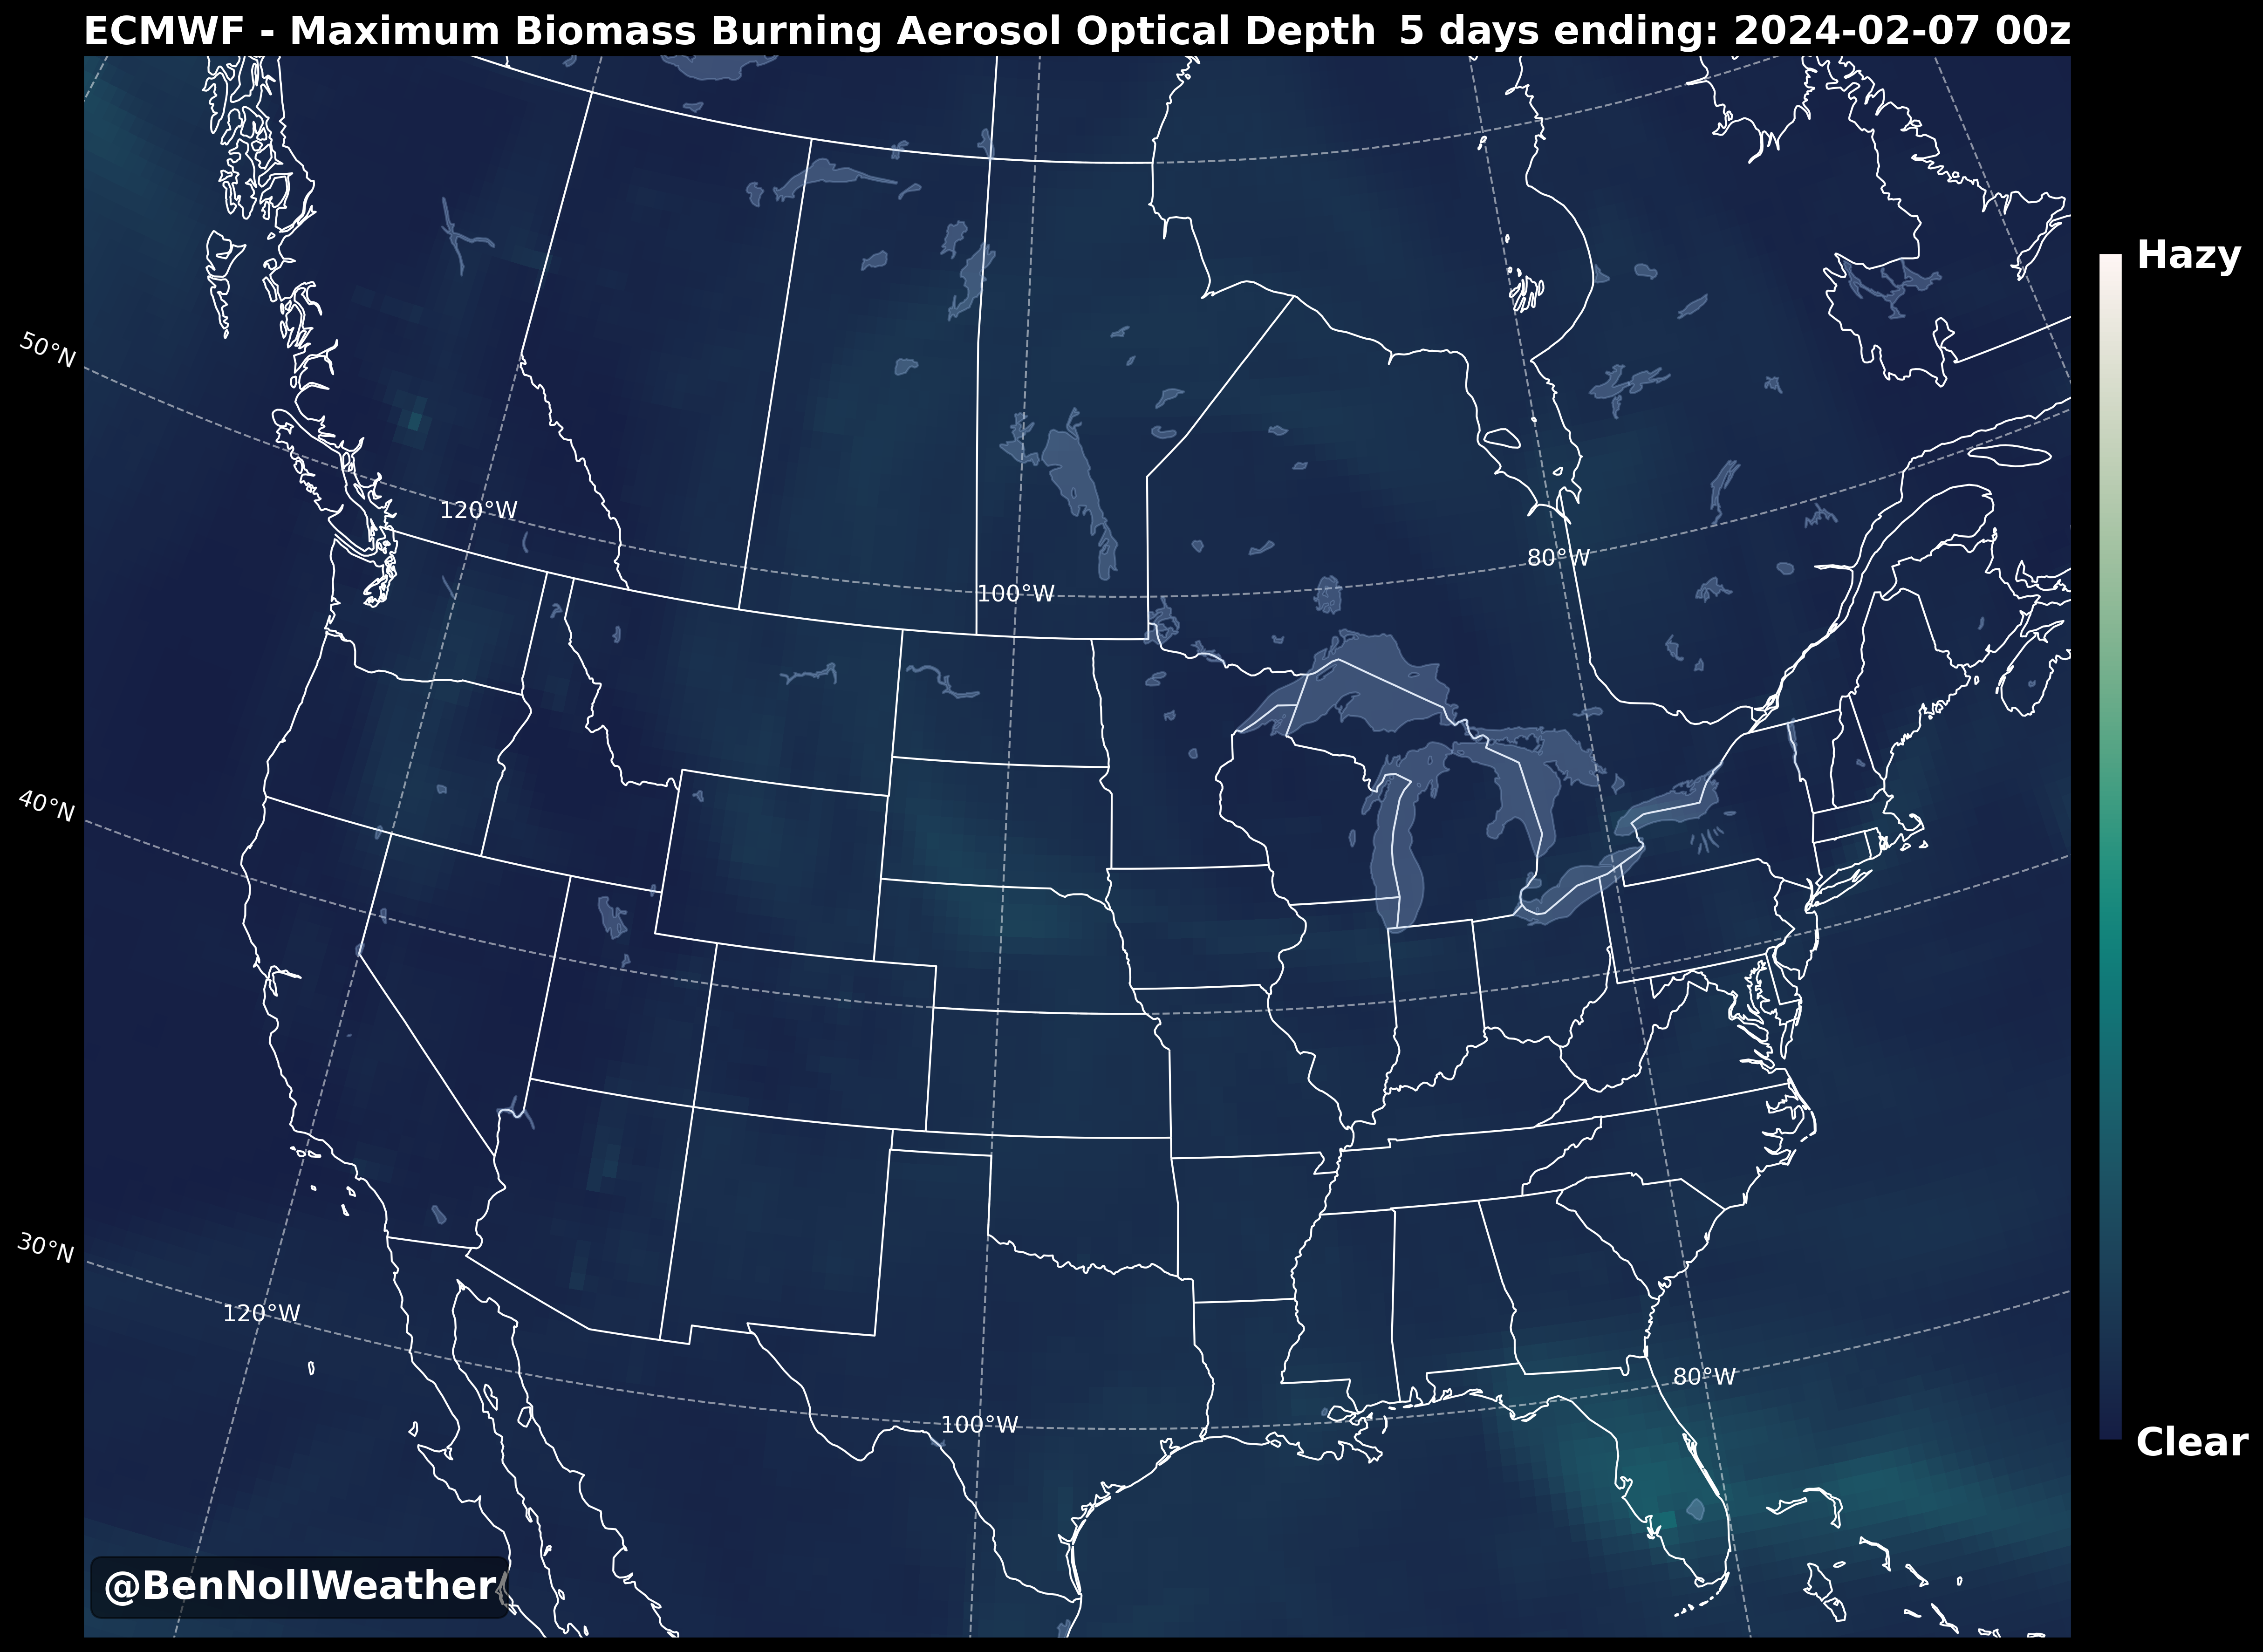 ECMWF - Maximum Biomass Burning Aerosol Optical Depth 5 days ending: 2024-02-07 00z
Hazy
50°N
120°W
80°W
100°W
40°N
30°N
120°W
80°W
100°W
Clear
@BenNollWeather